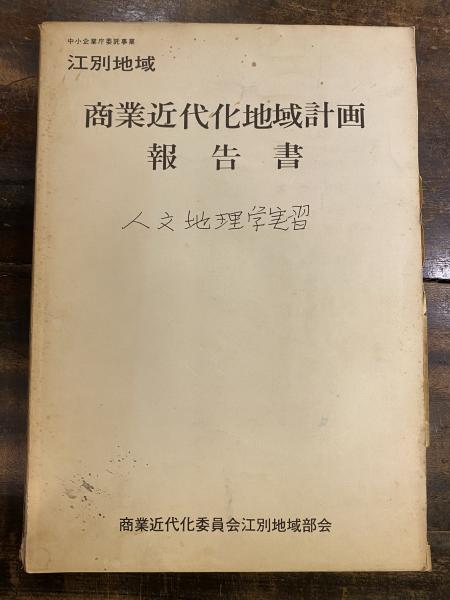 中小企業庁委託事業
江別地域
商業近代化地域計画
報告書
人文地理学実習
商業近代化委員会江別地域部会